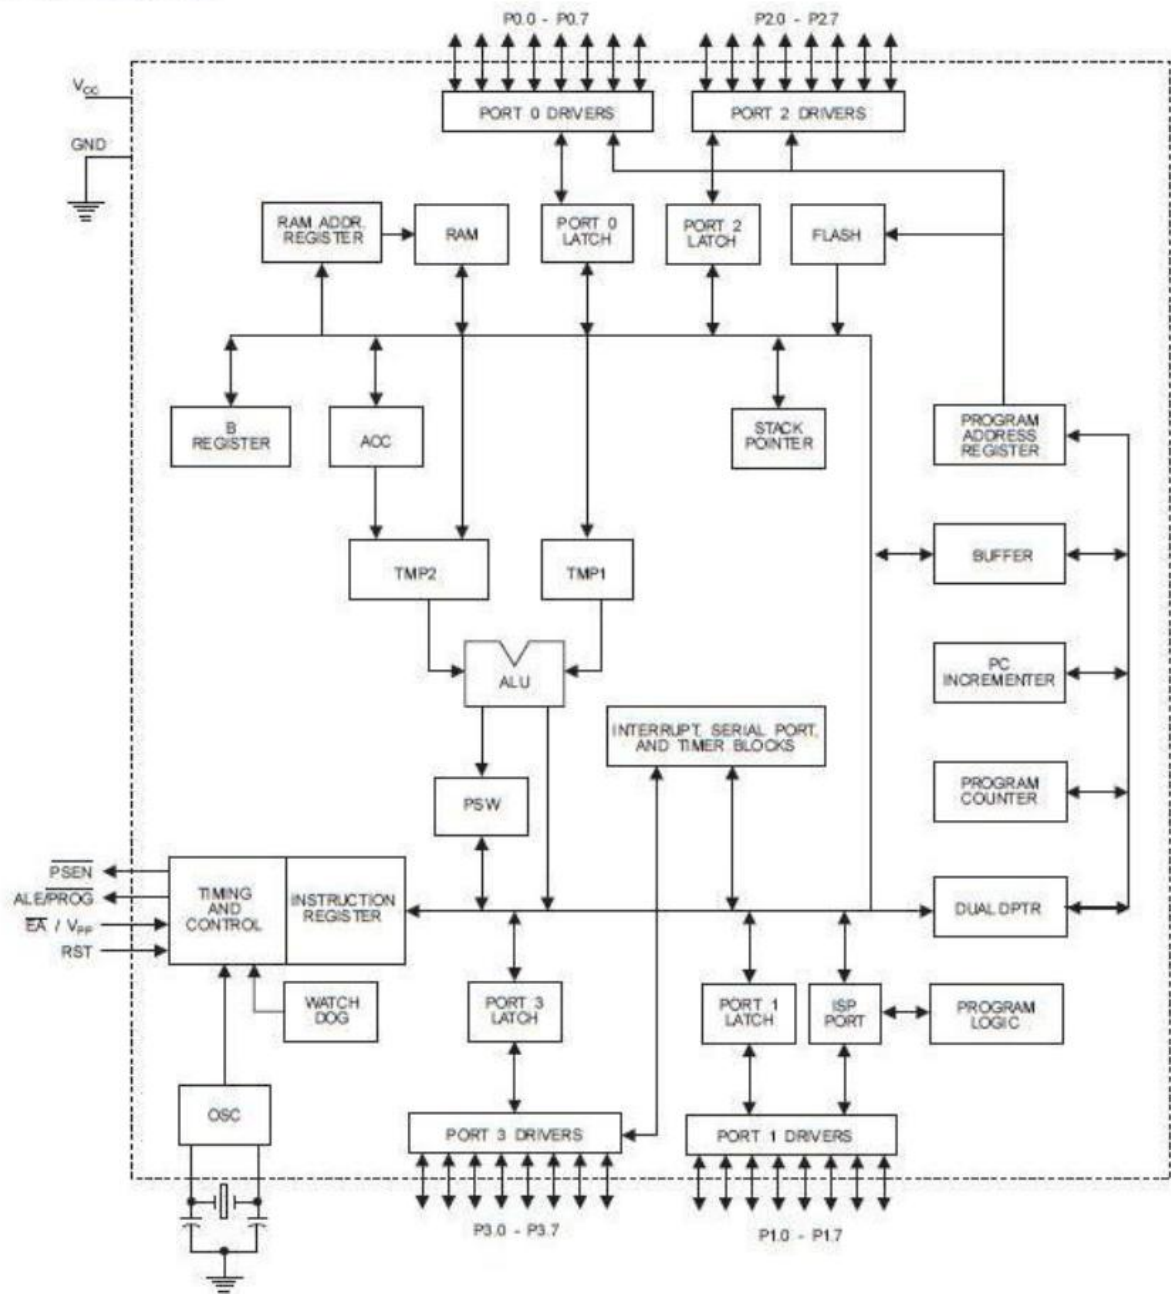 P0.0 - P0.7
P2.0 - P2.7
VCC
GND
PORT 0 DRIVERS
PORT 2 DRIVERS
RAM ADDR.
REGISTER
RAM
PORT 0
LATCH
PORT 2
LATCH
FLASH
B
REGISTER
ACC
STACK
POINTER
PROGRAM
ADDRESS
REGISTER
TMP2
TMP1
BUFFER
ALU
PC
INCREMENTER
INTERRUPT, SERIAL PORT,
AND TIMER BLOCKS
PSW
PROGRAM
COUNTER
PSEN
ALE/PROG
EA / VPP
RST
TIMING
AND
CONTROL
INSTRUCTION
REGISTER
DUAL DPTR
WATCH
DOG
PORT 3
LATCH
PORT 1
LATCH
ISP
PORT
PROGRAM
LOGIC
OSC
PORT 3 DRIVERS
PORT 1 DRIVERS
P3.0 - P3.7
P1.0 - P1.7